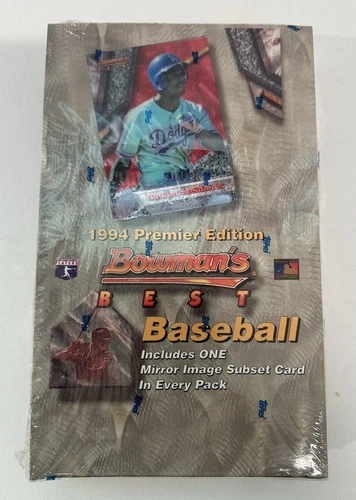 Dodgers
1994 Premier Edition
Bowman's
BEST
Baseball
Includes ONE
Mirror Image Subset Card
In Every Pack